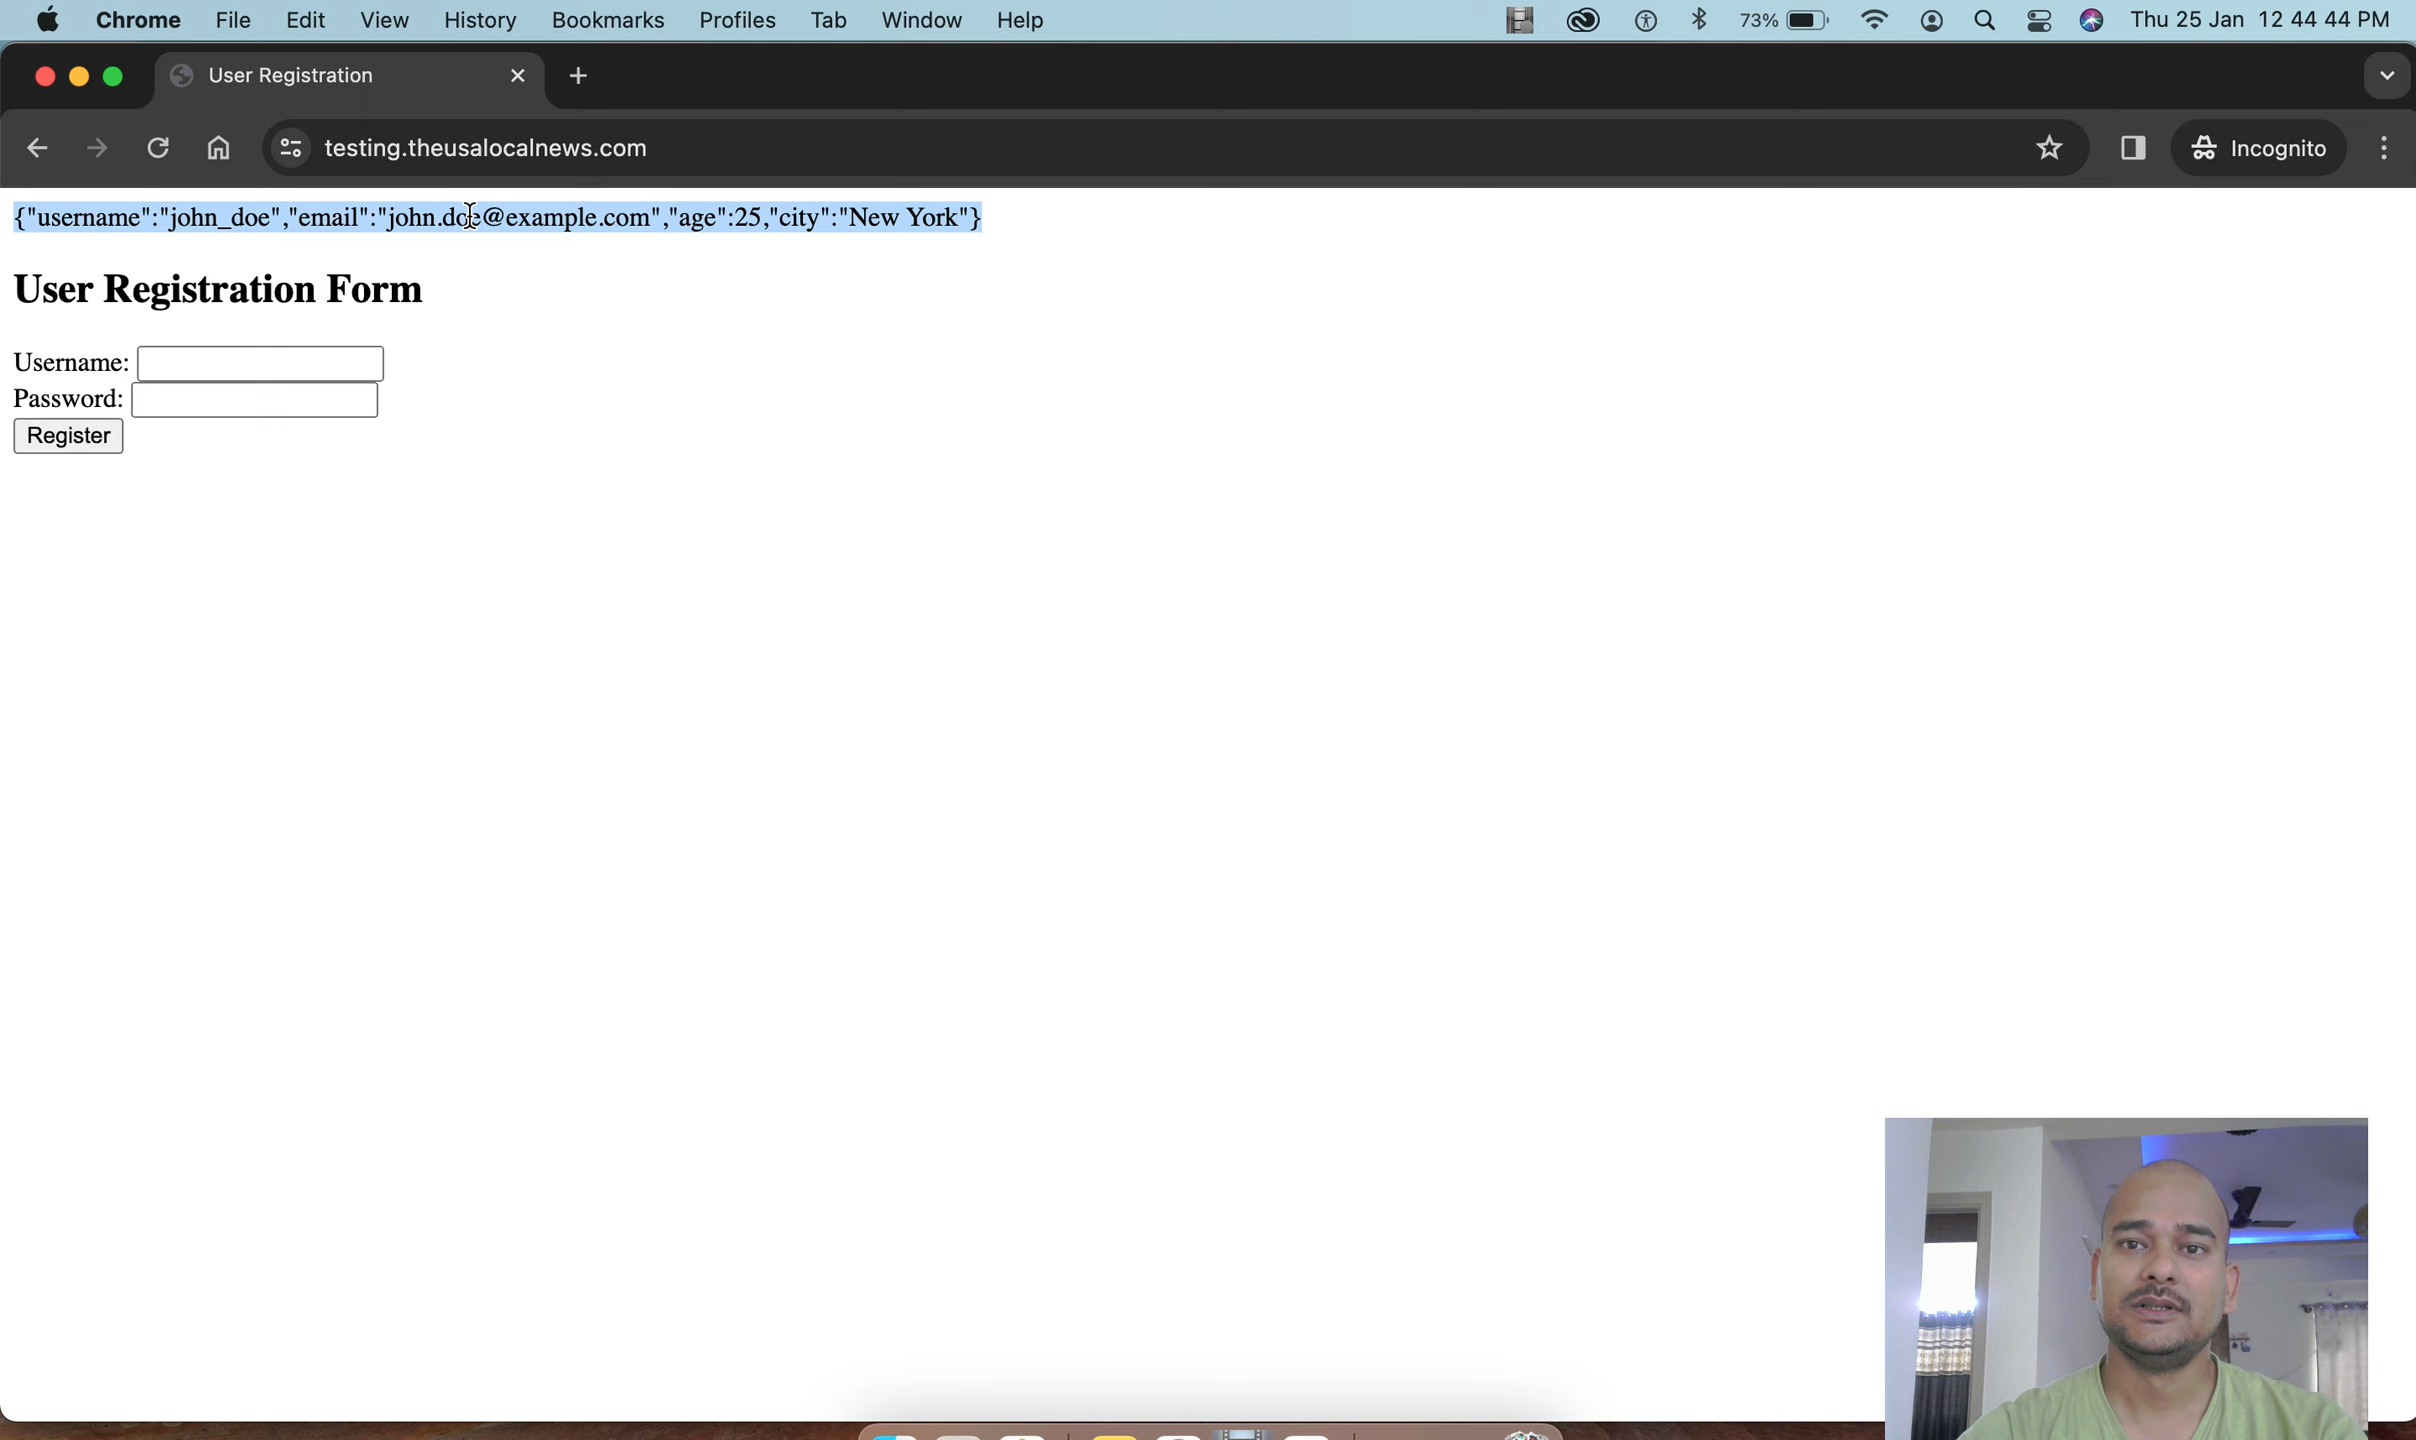 Chrome File Edit View History Bookmarks Profiles Tab Window Help 73% Thu 25 Jan 12 44 44 PM
User Registration
testing.theusalocalnews.com Incognito
{"username":"john_doe","email":"john.doe@example.com","age":25,"city":"New York"}
User Registration Form
Username:
Password:
Register